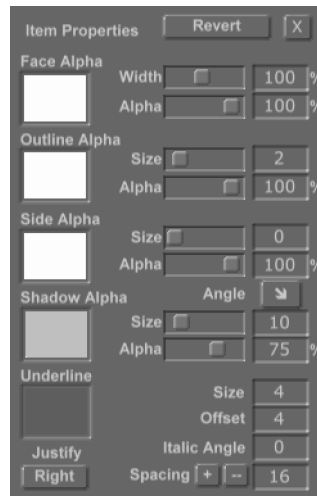 Item Properties Revert X
Face Alpha
Width 100 %
Alpha 100 %
Outline Alpha
Size 2
Alpha 100 %
Side Alpha
Size 0
Alpha 100 %
Shadow Alpha Angle
Size 10
Alpha 75 %
Underline
Size 4
Offset 4
Italic Angle 0
Justify
Right Spacing + -- 16